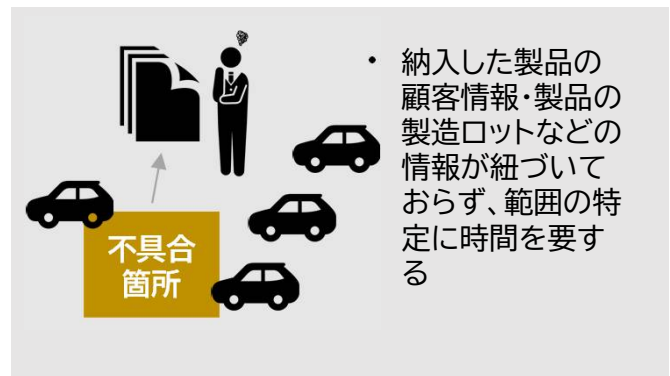 • 納入した製品の
顧客情報・製品の
製造ロットなどの
情報が紐づいて
おらず、範囲の特
定に時間を要す
る
不具合
箇所